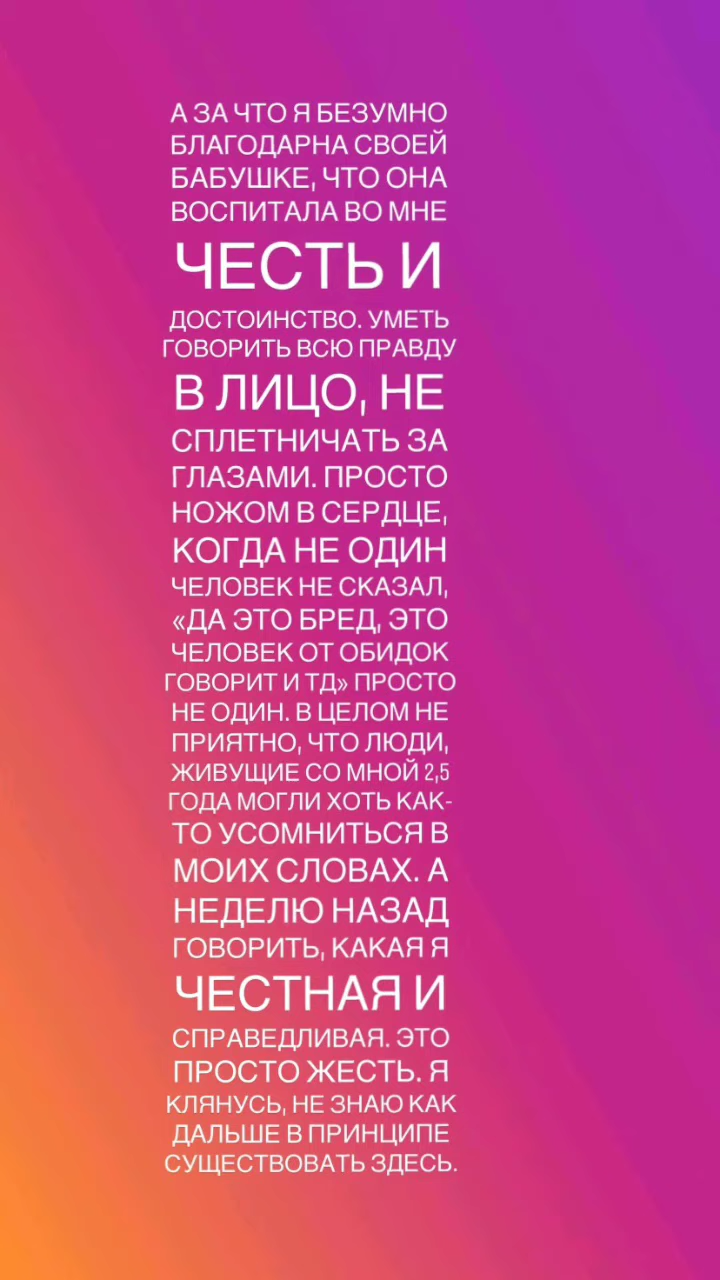 А ЗА ЧТО Я БЕЗУМНО
БЛАГОДАРНА СВОЕЙ
БАБУШКЕ, ЧТО ОНА
ВОСПИТАЛА ВО МНЕ
ЧЕСТЬ И
ДОСТОИНСТВО. УМЕТЬ
ГОВОРИТЬ ВСЮ ПРАВДУ
В ЛИЦО, НЕ
СПЛЕТНИЧАТЬ ЗА
ГЛАЗАМИ. ПРОСТО
НОЖОМ В СЕРДЦЕ,
КОГДА НЕ ОДИН
ЧЕЛОВЕК НЕ СКАЗАЛ,
«ДА ЭТО БРЕД, ЭТО
ЧЕЛОВЕК ОТ ОБИДОК
ГОВОРИТ И ТД» ПРОСТО
НЕ ОДИН. В ЦЕЛОМ НЕ
ПРИЯТНО, ЧТО ЛЮДИ,
ЖИВУЩИЕ СО МНОЙ 2,5
ГОДА МОГЛИ ХОТЬ КАК-
ТО УСОМНИТЬСЯ В
МОИХ СЛОВАХ. А
НЕДЕЛЮ НАЗАД
ГОВОРИТЬ, КАКАЯ Я
ЧЕСТНАЯ И
СПРАВЕДЛИВАЯ. ЭТО
ПРОСТО ЖЕСТЬ. Я
КЛЯНУСЬ, НЕ ЗНАЮ КАК
ДАЛЬШЕ В ПРИНЦИПЕ
СУЩЕСТВОВАТЬ ЗДЕСЬ.